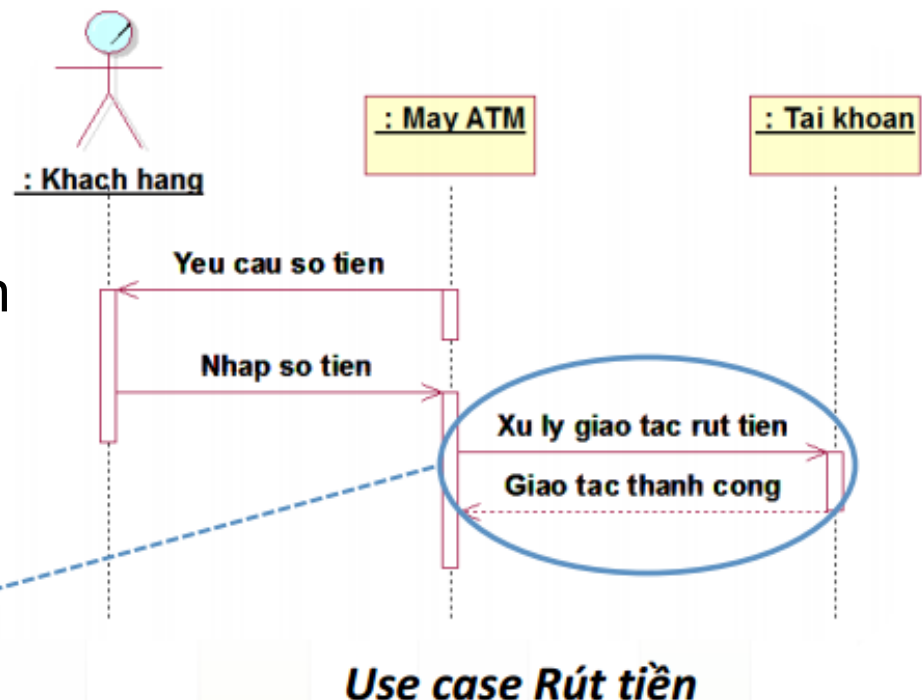 : May ATM
: Tai khoan
: Khach hang
Yeu cau so tien
n
Nhap so tien
Xu ly giao tac rut tien
Giao tac thanh cong
Use case Rút tiền